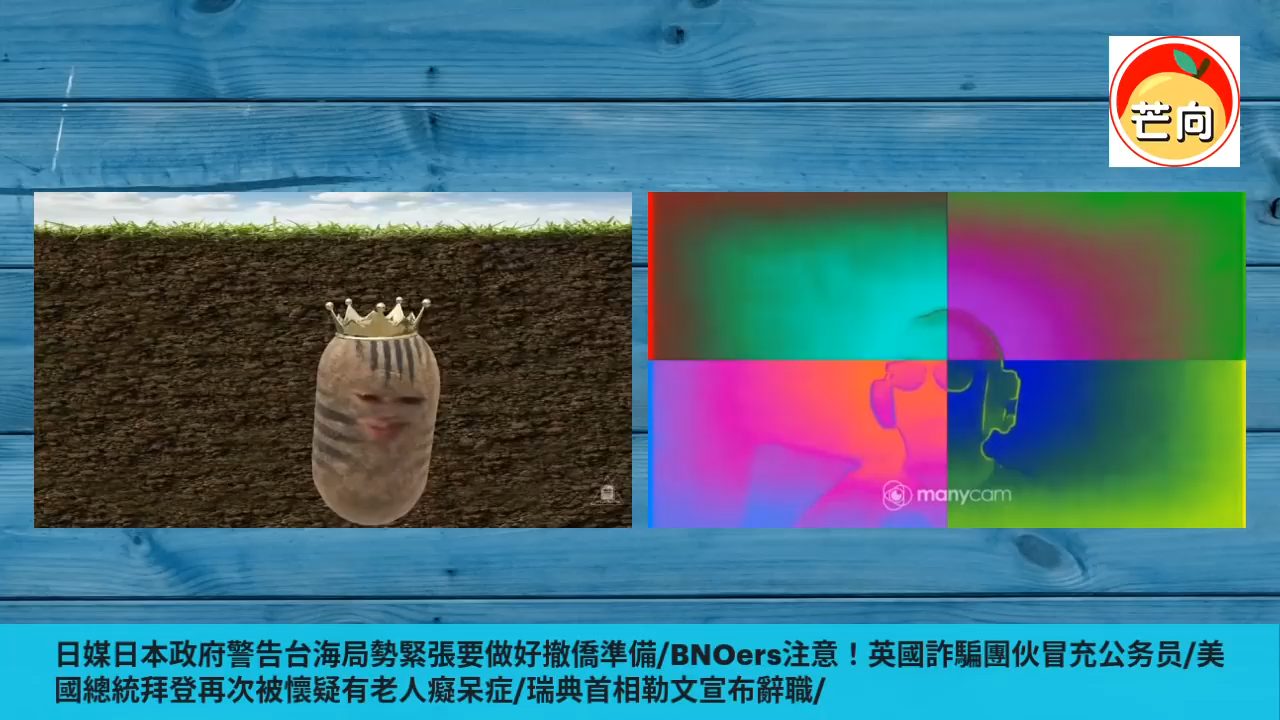 芒向
manycam
日媒日本政府警告台海局勢緊張要做好撤僑準備/BNOers注意！英國詐騙團伙冒充公务员/美
國總統拜登再次被懷疑有老人癡呆症/瑞典首相勒文宣布辭職/